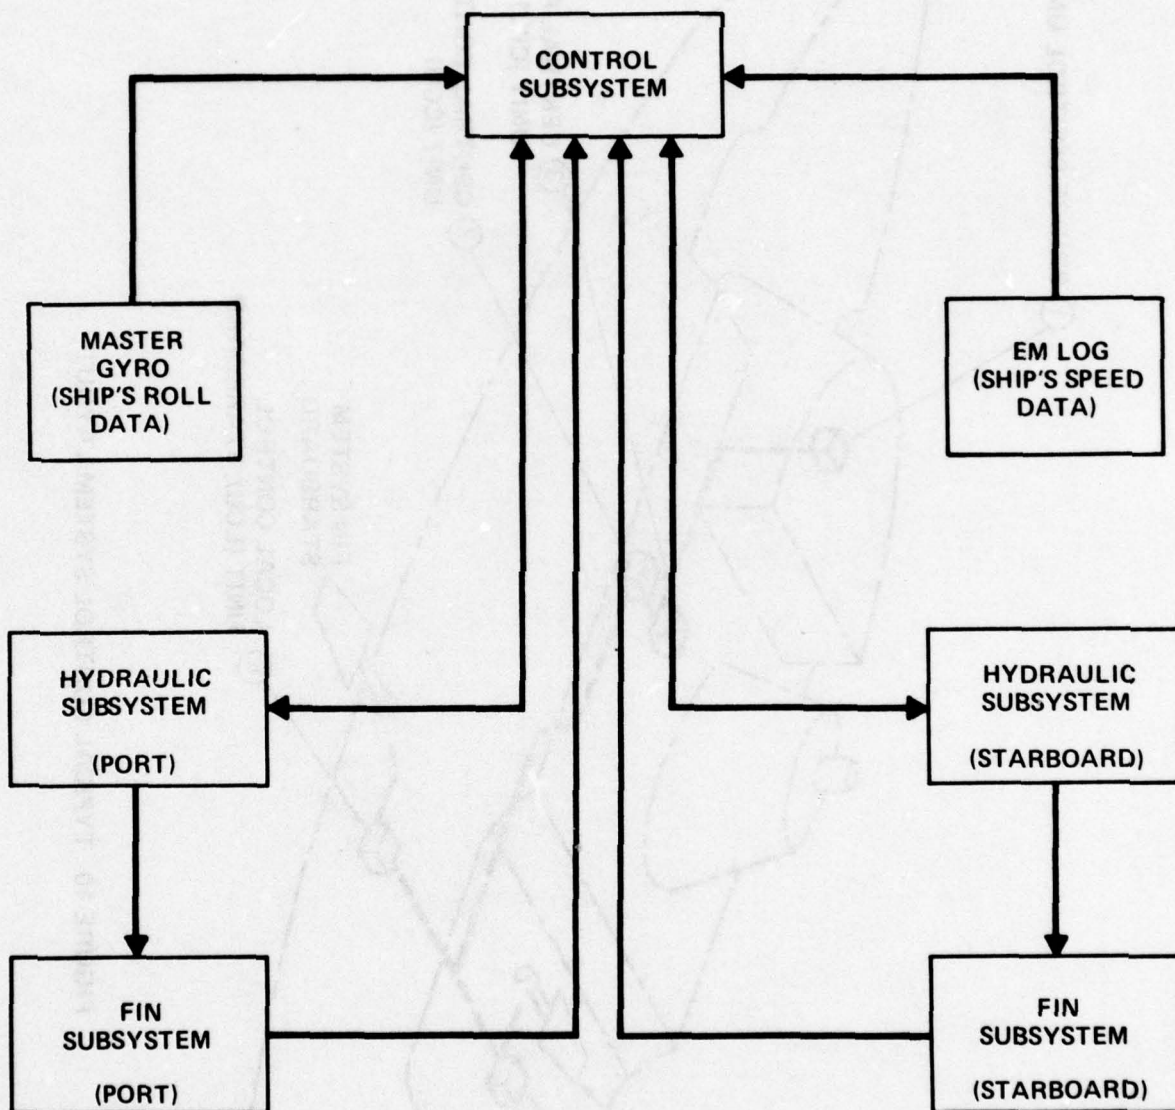 CONTROL
SUBSYSTEM
MASTER
GYRO
(SHIP'S ROLL
DATA)
EM LOG
(SHIP'S SPEED
DATA)
HYDRAULIC
SUBSYSTEM
(PORT)
HYDRAULIC
SUBSYSTEM
(STARBOARD)
FIN
SUBSYSTEM
(PORT)
FIN
SUBSYSTEM
(STARBOARD)